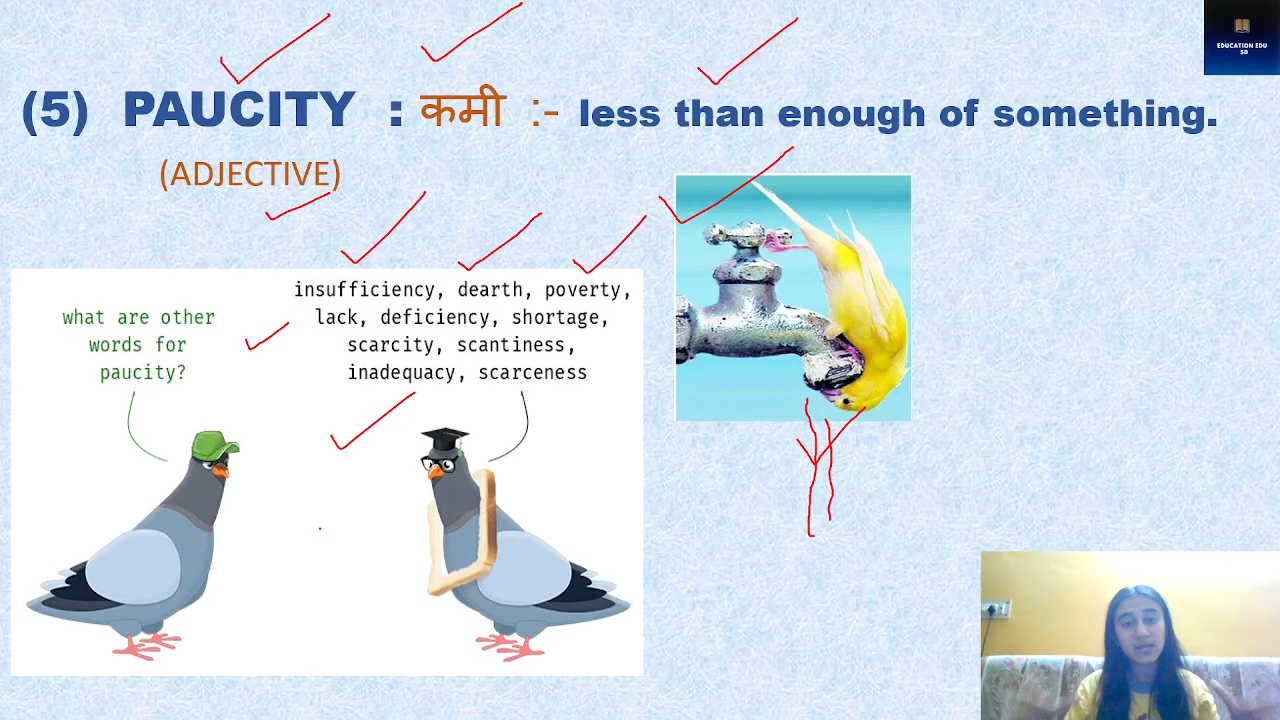 EDUCATION EDU
SD
(5) PAUCITY : कमी :- less than enough of something.
(ADJECTIVE)
what are other
words for
paucity?
insufficiency, dearth, poverty,
lack, deficiency, shortage,
scarcity, scantiness,
inadequacy, scarceness